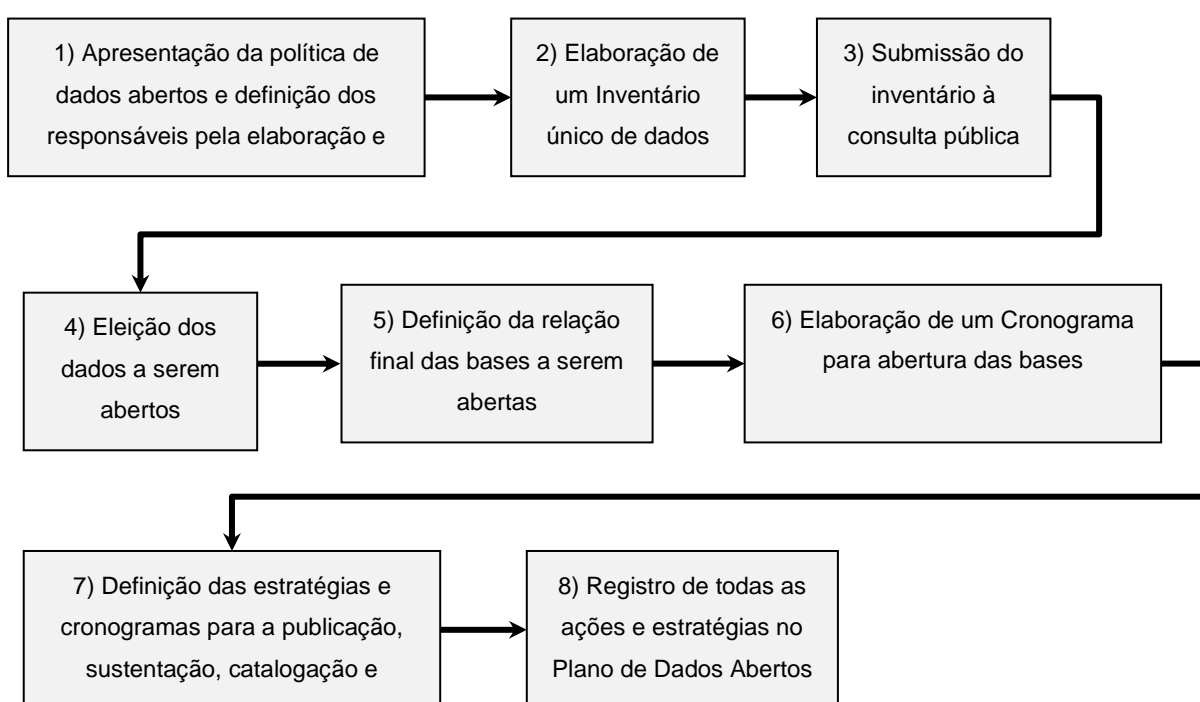 1) Apresentação da política de
dados abertos e definição dos
responsáveis pela elaboração e
2) Elaboração de
um Inventário
único de dados
3) Submissão do
inventário à
consulta pública
4) Eleição dos
dados a serem
abertos
5) Definição da relação
final das bases a serem
abertas
6) Elaboração de um Cronograma
para abertura das bases
7) Definição das estratégias e
cronogramas para a publicação,
sustentação, catalogação e
8) Registro de todas as
ações e estratégias no
Plano de Dados Abertos